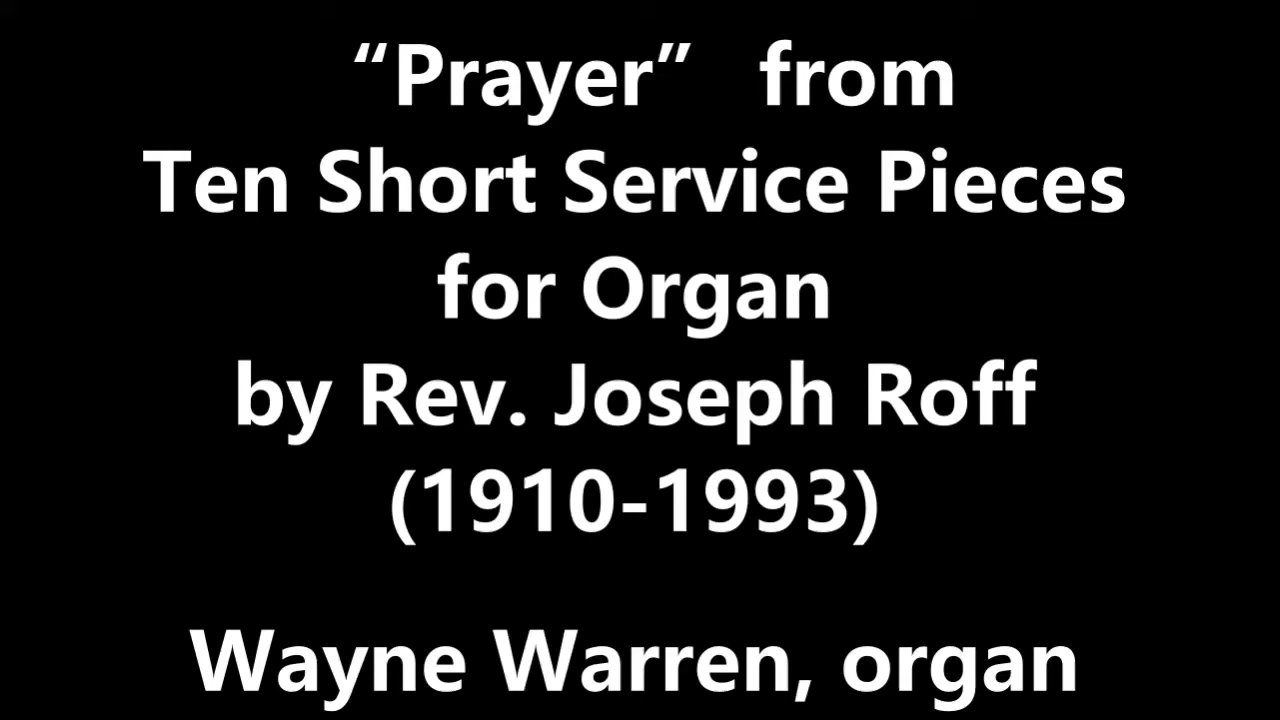 “Prayer” from
Ten Short Service Pieces
for Organ
by Rev. Joseph Roff
(1910-1993)
Wayne Warren, organ